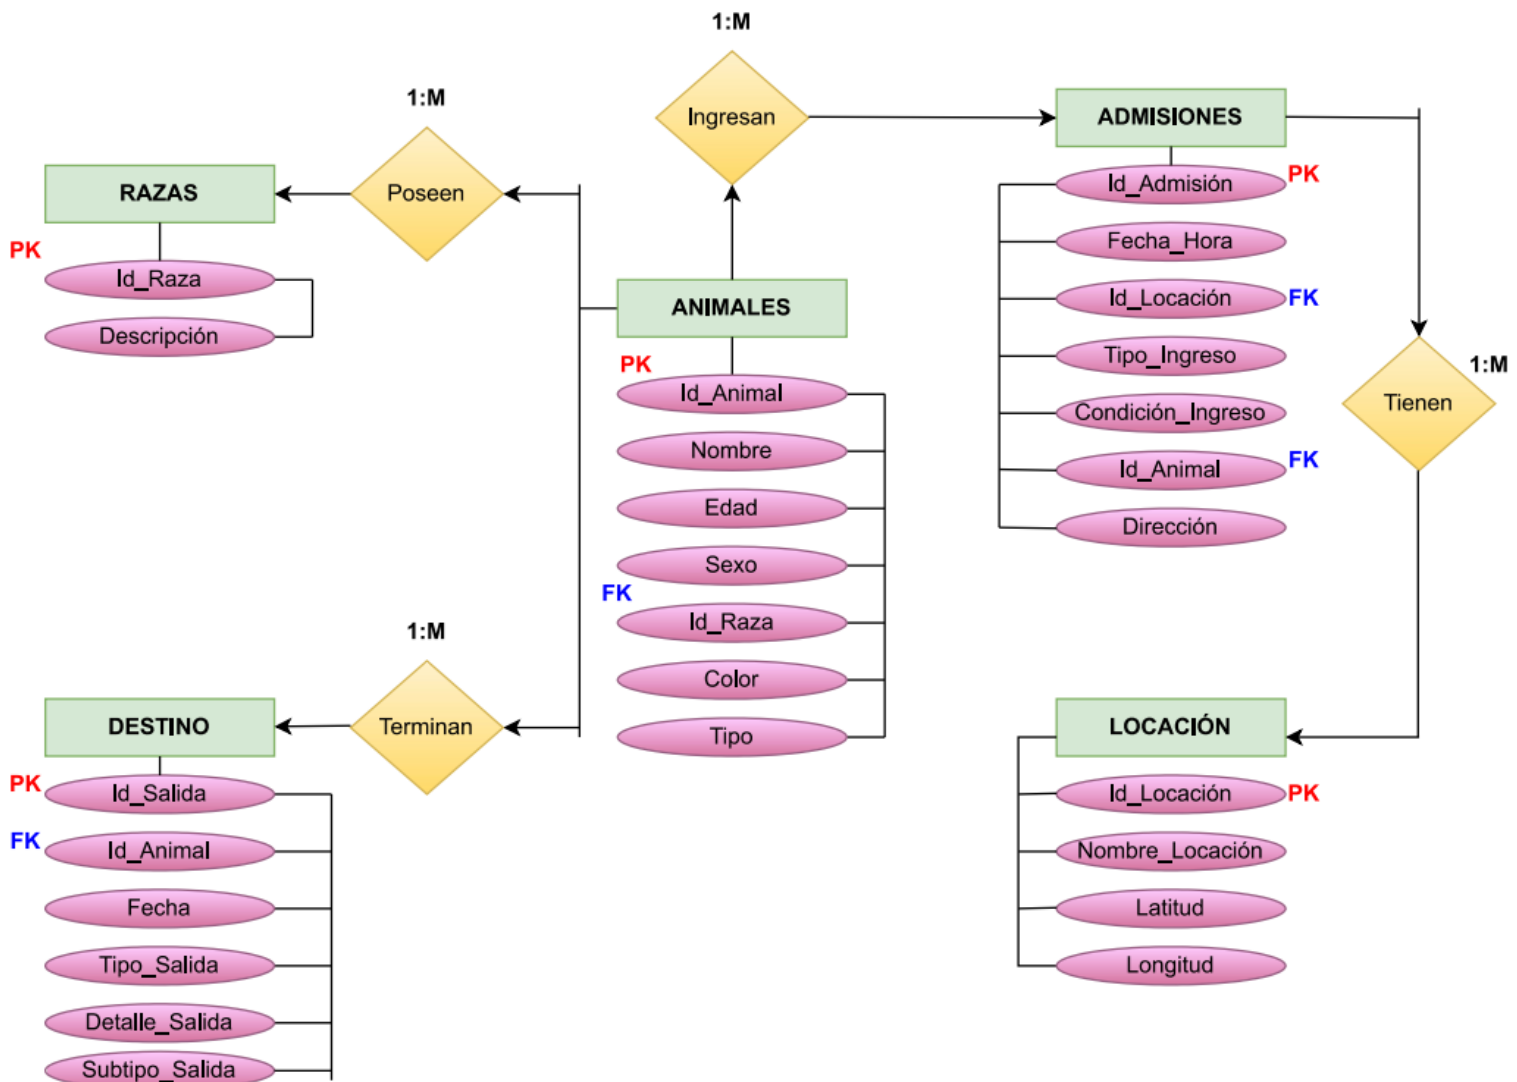 1:M
Ingresan
ADMISIONES
Id_Admisión
PK
Fecha_Hora
Id_Locación
FK
Tipo_Ingreso
Condición_Ingreso
Id_Animal
FK
Dirección
1:M
Poseen
RAZAS
PK
Id_Raza
Descripción
ANIMALES
PK
Id_Animal
Nombre
Edad
Sexo
FK
Id_Raza
Color
Tipo
1:M
Tienen
1:M
Terminan
DESTINO
PK
Id_Salida
FK
Id_Animal
Fecha
Tipo_Salida
Detalle_Salida
Subtipo_Salida
LOCACIÓN
Id_Locación
PK
Nombre_Locación
Latitud
Longitud